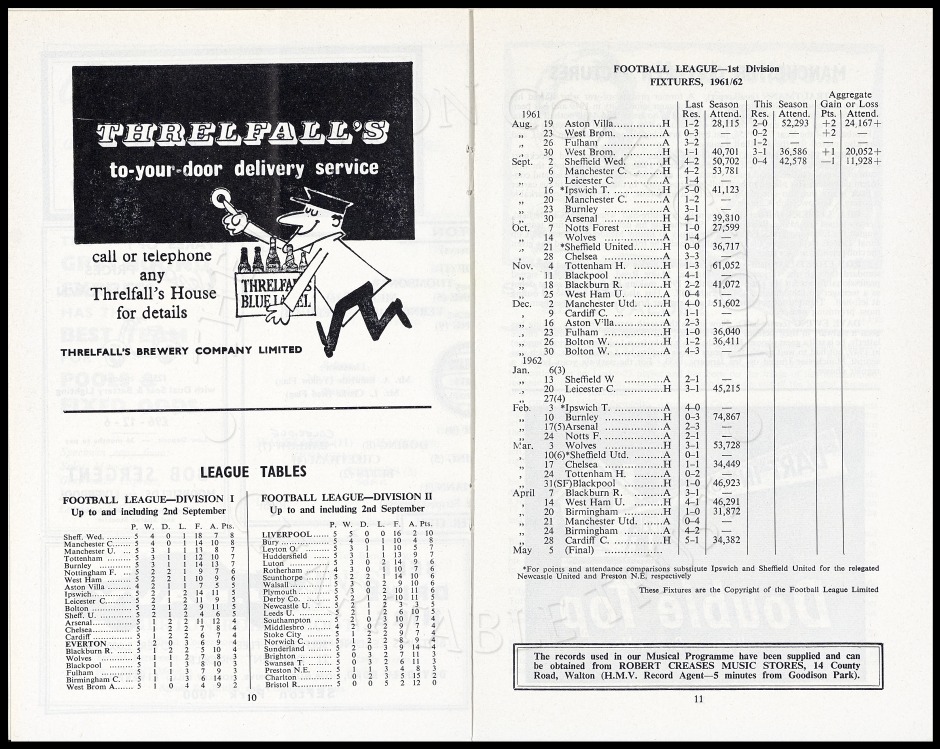 THRELFALL'S
to-your-door delivery service
call or telephone
any
Threlfall's House
for details
THRELFALL'S
BLUE LABEL
THRELFALL'S BREWERY COMPANY LIMITED
LEAGUE TABLES
FOOTBALL LEAGUE—DIVISION I
Up to and including 2nd September
P. W. D. L. F. A. Pts.
Sheff. Wed. 5 4 0 1 18 7 8
Manchester C. 5 4 0 1 14 10 8
Manchester U. 5 3 1 1 13 8 7
Tottenham 5 3 1 1 12 10 7
Burnley 5 3 1 1 14 13 7
Nottingham F. 5 2 2 1 9 7 6
West Ham 5 2 2 1 10 9 6
Aston Villa 4 2 1 1 7 5 5
Ipswich 5 2 1 2 14 11 5
Leicester C. 5 2 1 2 9 9 5
Bolton 5 2 1 2 9 11 5
Sheff. U. 5 2 1 2 4 6 5
Arsenal 5 1 2 2 11 12 4
Chelsea 5 1 2 2 7 8 4
Cardiff 5 1 2 2 6 7 4
EVERTON 5 2 0 3 6 9 4
Blackburn R. 5 1 2 2 5 10 4
Wolves 4 1 1 2 7 8 3
Blackpool 5 1 1 3 8 10 3
Fulham 5 1 1 3 7 9 3
Birmingham C. 5 1 1 3 6 14 3
West Brom A. 5 1 0 4 4 9 2
FOOTBALL LEAGUE—DIVISION II
Up to and including 2nd September
P. W. D. L. F. A. Pts.
LIVERPOOL 5 5 0 0 16 2 10
Bury 5 4 0 1 10 4 8
Leyton O. 5 3 1 1 10 5 7
Huddersfield 5 3 1 1 13 9 7
Luton 5 3 0 2 14 9 6
Rotherham 4 3 0 1 10 7 6
Scunthorpe 5 2 2 1 14 10 6
Walsall 5 3 0 2 9 10 6
Plymouth 5 3 0 2 10 11 6
Derby Co. 5 2 1 2 10 11 5
Newcastle U. 5 1 2 3 3 5
Leeds U. 5 2 1 2 6 10 5
Southampton 5 2 0 3 10 7 4
Middlesbro 4 2 0 2 9 7 4
Stoke City 5 1 2 2 9 7 4
Norwich C. 5 1 2 2 8 9 4
Sunderland 5 2 0 3 9 14 4
Brighton 5 0 3 2 7 11 3
Swansea T. 5 0 3 2 6 11 3
Preston N.E. 5 1 1 3 4 8 3
Charlton 5 0 2 3 5 15 2
Bristol R. 5 0 0 5 2 12 0
10
FOOTBALL LEAGUE—1st Division
FIXTURES, 1961/62
Aggregate
Last Season This Season Gain or Loss
Res. Attend. Res. Attend. Pts. Attend.
1961
Aug. 19 Aston Villa H 1–2 28,115 2–0 52,293 +2 24,167+
„ 23 West Brom. A 0–3 — 0–2 — +2 —
„ 26 Fulham A 3–2 — 1–2 —
„ 30 West Brom. H 1–1 40,701 3–1 36,586 +1 20,052+
Sept. 2 Sheffield Wed. H 4–2 50,702 0–4 42,578 —1 11,928+
„ 6 Manchester C. H 4–2 53,781
„ 9 Leicester C. A 1–4 —
„ 16 *Ipswich T. H 5–0 41,123
„ 20 Manchester C. A 1–2 —
„ 23 Burnley A 3–1 —
„ 30 Arsenal H 4–1 39,810
Oct. 7 Notts Forest H 1–0 27,599
„ 14 Wolves A 1–4 —
„ 21 *Sheffield United H 0–0 36,717
„ 28 Chelsea A 3–3 —
Nov. 4 Tottenham H. H 1–3 61,052
„ 11 Blackpool A 4–1 —
„ 18 Blackburn R. H 2–2 41,072
„ 25 West Ham U. A 0–4 —
Dec. 2 Manchester Utd. H 4–0 51,602
„ 9 Cardiff C. A 1–1 —
„ 16 Aston Villa A 2–3 —
„ 23 Fulham H 1–0 36,040
„ 26 Bolton W. H 1–2 36,411
„ 30 Bolton W. A 4–3 —
1962
Jan. 6(3)
„ 13 Sheffield W A 2–1 —
„ 20 Leicester C. H 3–1 45,215
„ 27(4)
Feb. 3 *Ipswich T. A 4–0 —
„ 10 Burnley H 0–3 74,867
„ 17(5)Arsenal A 2–3 —
„ 24 Notts F. A 2–1 —
Mar. 3 Wolves H 3–1 53,728
„ 10(6)*Sheffield Utd. A 0–1 —
„ 17 Chelsea H 1–1 34,449
„ 24 Tottenham H. A 0–2 —
„ 31(SF)Blackpool H 1–0 46,923
April 7 Blackburn R. A 3–1 —
„ 14 West Ham U. H 4–1 46,291
„ 20 Birmingham H 1–0 31,872
„ 21 Manchester Utd. A 0–4 —
„ 24 Birmingham A 4–2 —
„ 28 Cardiff C. H 5–1 34,382
May 5 (Final)
*For points and attendance comparisons substitute Ipswich and Sheffield United for the relegated
Newcastle United and Preston N.E. respectively
These Fixtures are the Copyright of the Football League Limited
The records used in our Musical Programme have been supplied and can
be obtained from ROBERT CREASES MUSIC STORES, 14 County
Road, Walton (H.M.V. Record Agent—5 minutes from Goodison Park).
11